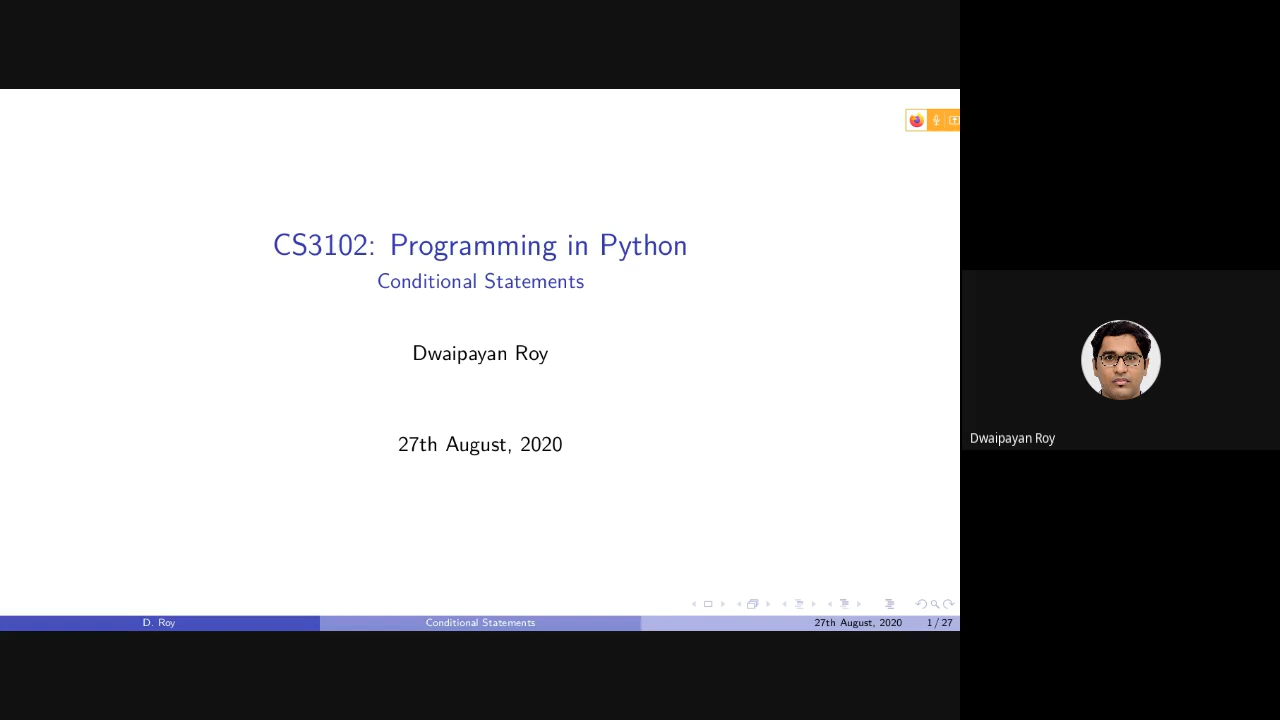 CS3102: Programming in Python
Conditional Statements
Dwaipayan Roy
27th August, 2020
D. Roy
Conditional Statements
27th August, 2020
1 / 27
Dwaipayan Roy